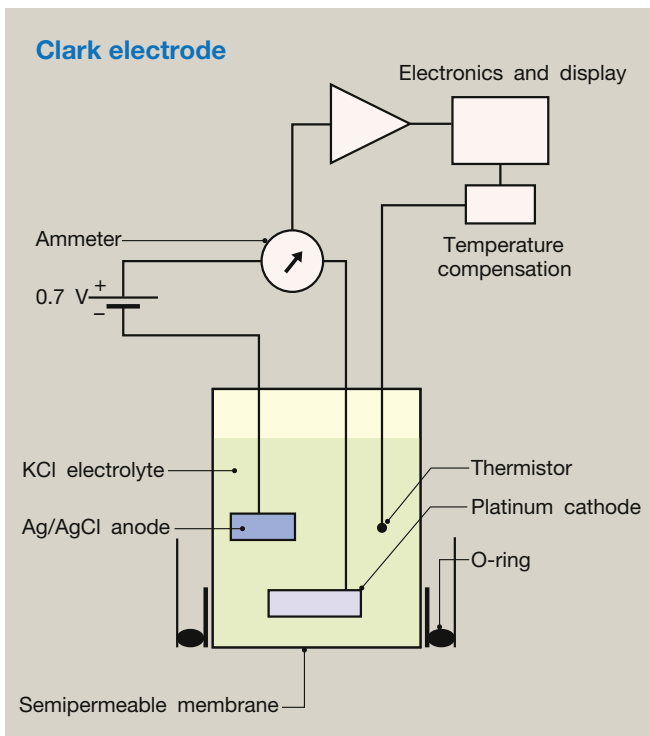 Clark electrode
Electronics and display
Ammeter
Temperature
compensation
0.7 V
+
–
KCl electrolyte
Thermistor
Platinum cathode
Ag/AgCl anode
O-ring
Semipermeable membrane